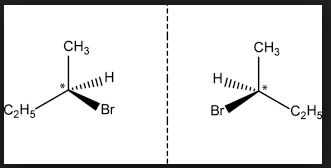 CH₃ CH₃
* H H *
C₂H₅ Br Br C₂H₅